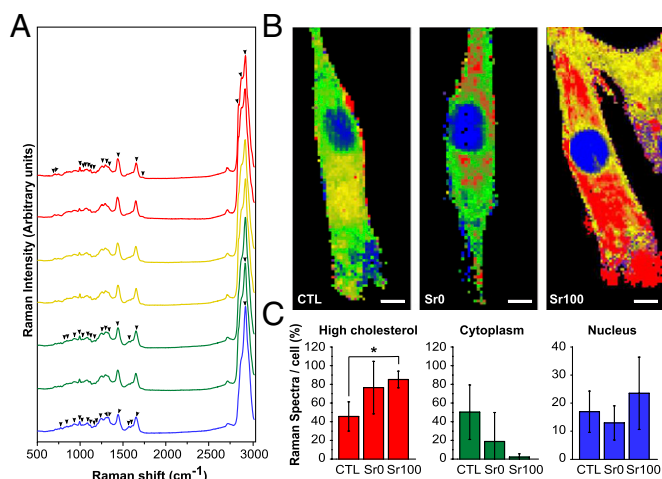 A
Raman Intensity (Arbitrary units)
500 1000 1500 2000 2500 3000
Raman shift (cm-1)
B
CTL
Sr0
Sr100
C
High cholesterol
Raman Spectra / cell (%)
120
100
80
60
40
20
0
*
CTL Sr0 Sr100
Cytoplasm
120
100
80
60
40
20
0
CTL Sr0 Sr100
Nucleus
40
30
20
10
0
CTL Sr0 Sr100